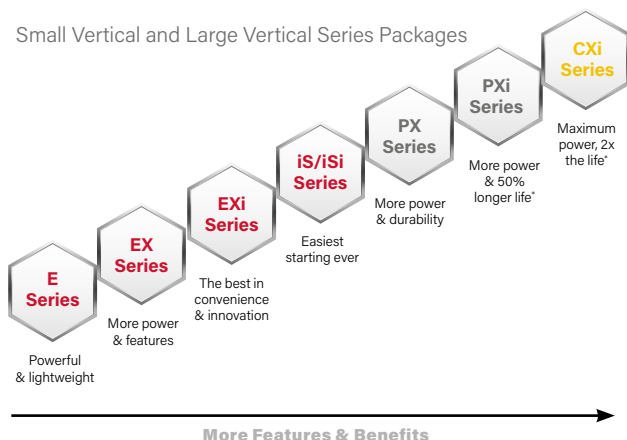 Small Vertical and Large Vertical Series Packages
E
Series
Powerful
& lightweight
EX
Series
More power
& features
EXi
Series
The best in
convenience
& innovation
iS/iSi
Series
Easiest
starting ever
PX
Series
More power
& durability
PXi
Series
More power
& 50%
longer life*
CXi
Series
Maximum
power, 2x
the life*
More Features & Benefits